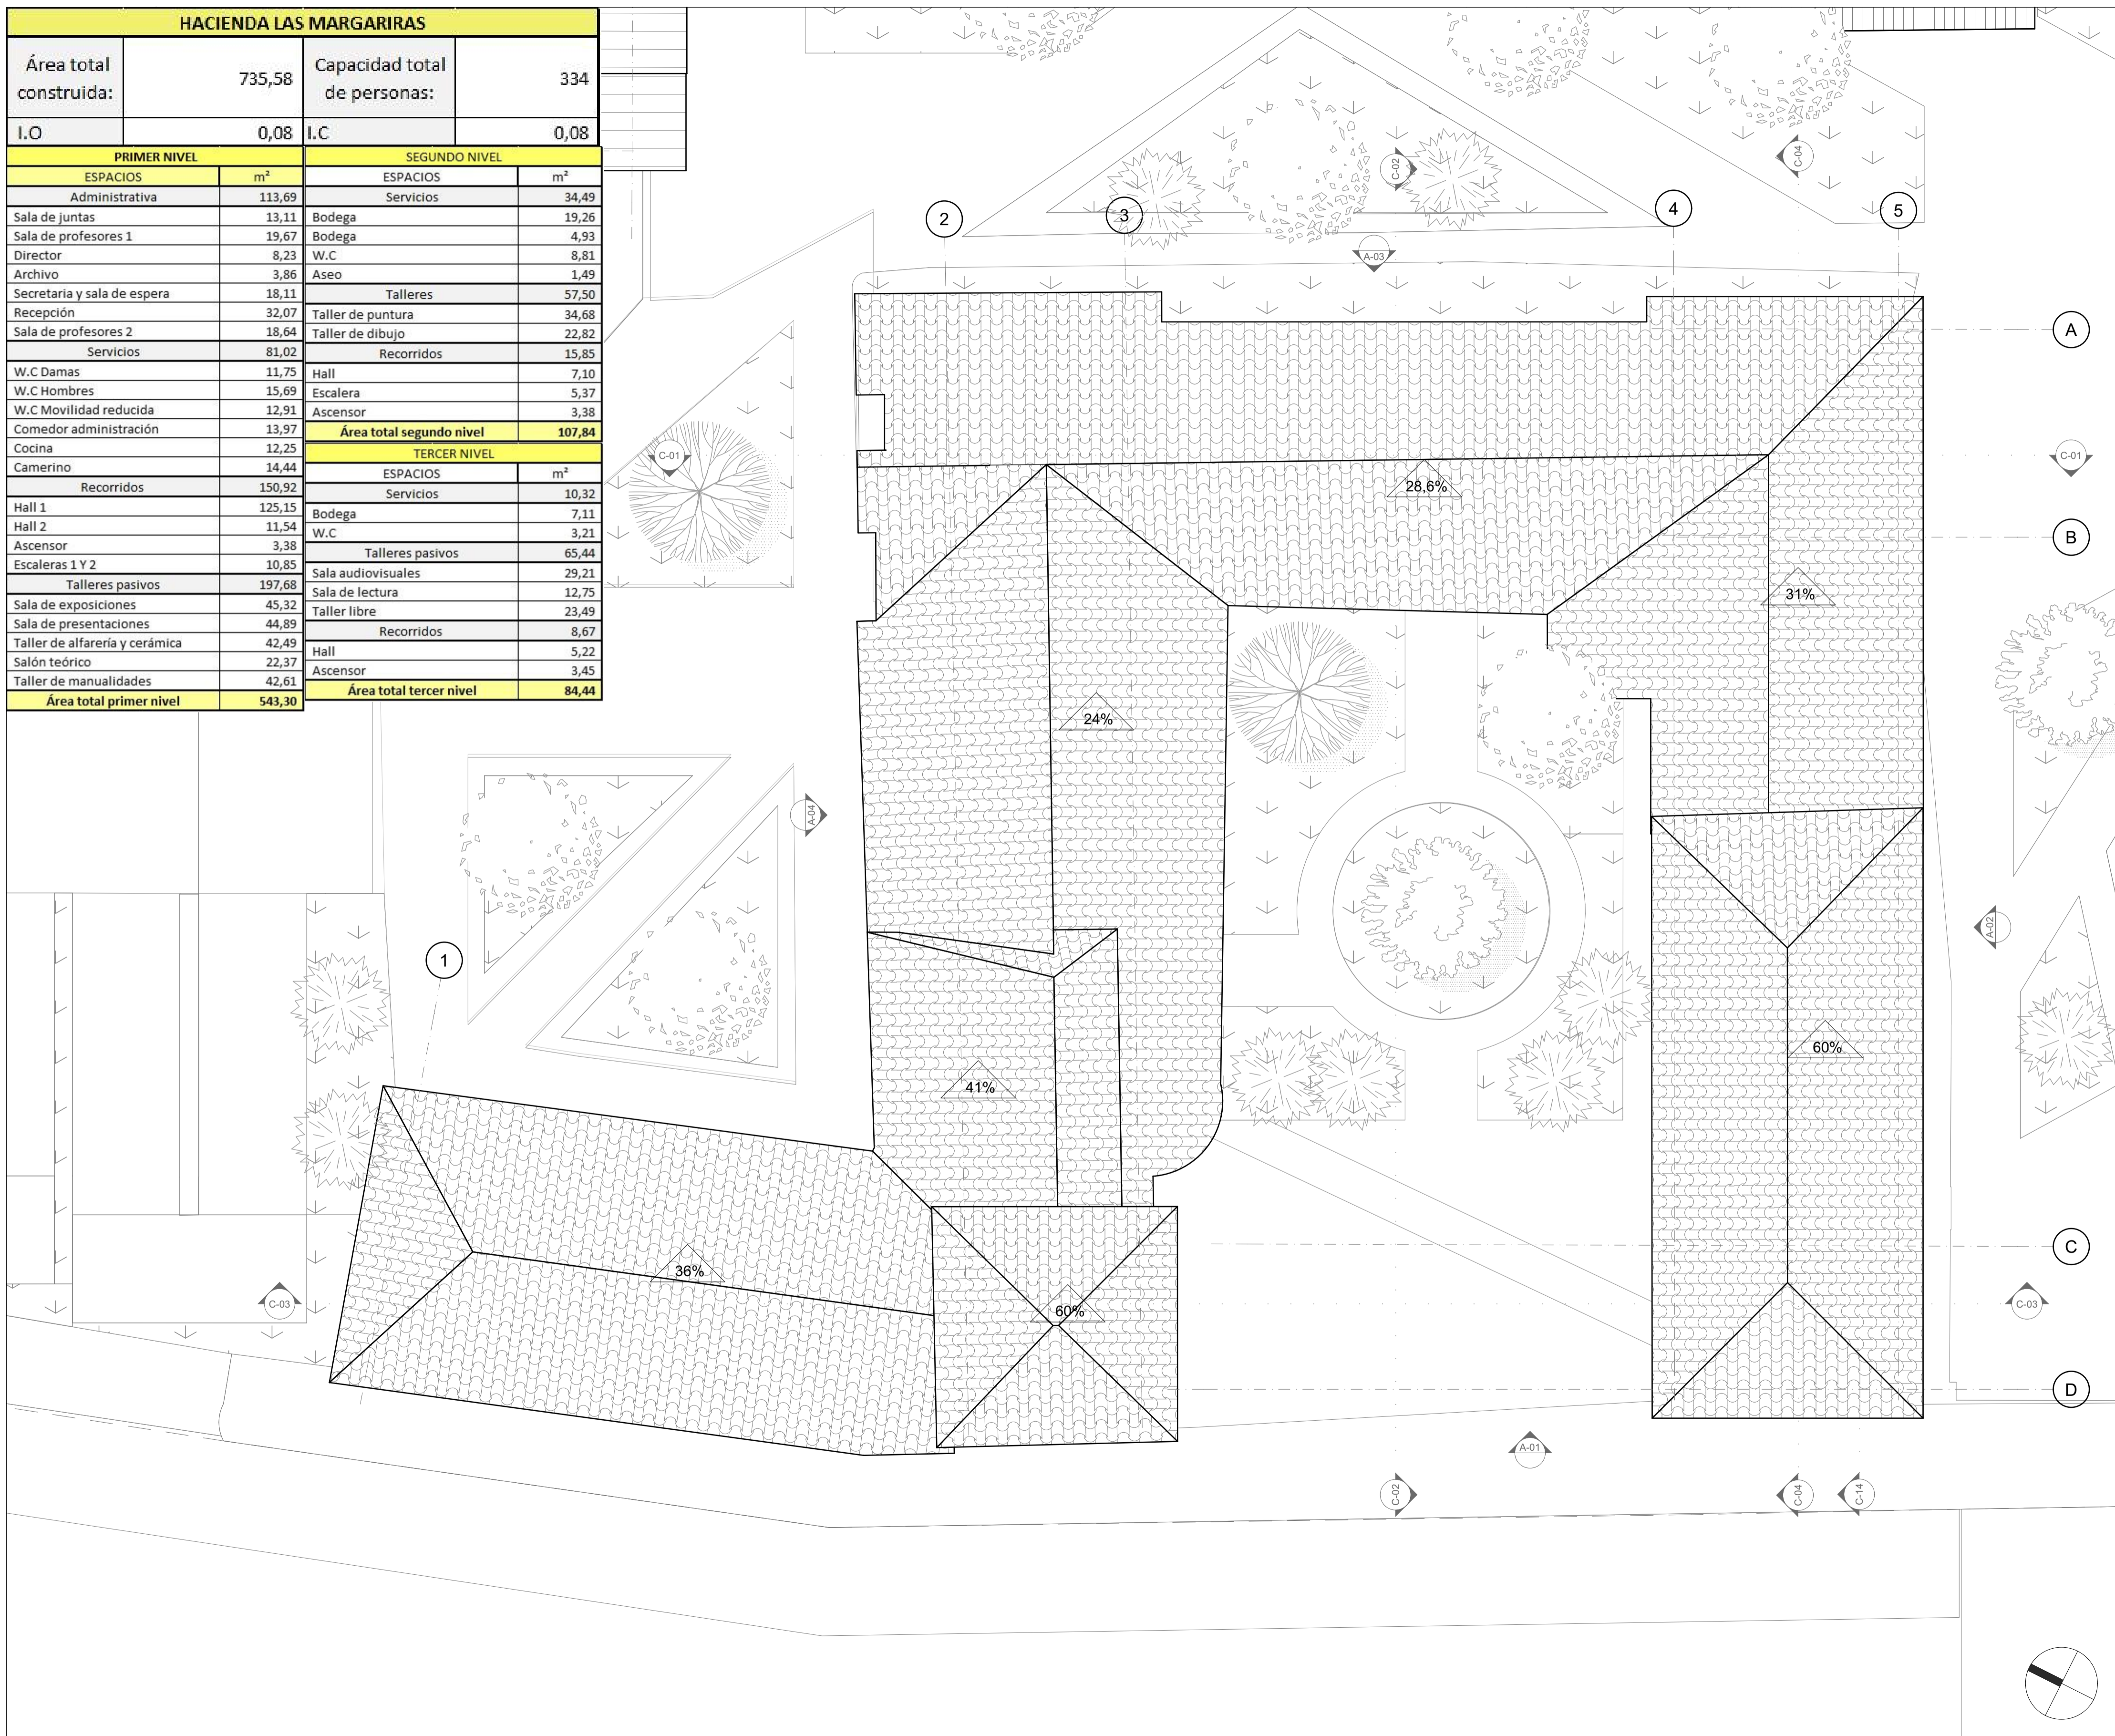 HACIENDA LAS MARGARIRAS
Área total construida: 735,58 Capacidad total de personas: 334
I.O 0,08 I.C 0,08
PRIMER NIVEL
ESPACIOS m²
Administrativa 113,69
Sala de juntas 13,11
Sala de profesores 1 19,67
Director 8,23
Archivo 3,86
Secretaria y sala de espera 18,11
Recepción 32,07
Sala de profesores 2 18,64
Servicios 81,02
W.C Damas 11,75
W.C Hombres 15,69
W.C Movilidad reducida 12,91
Comedor administración 13,97
Cocina 12,25
Camerino 14,44
Recorridos 150,92
Hall 1 125,15
Hall 2 11,54
Ascensor 3,38
Escaleras 1 Y 2 10,85
Talleres pasivos 197,68
Sala de exposiciones 45,32
Sala de presentaciones 44,89
Taller de alfarería y cerámica 42,49
Salón teórico 22,37
Taller de manualidades 42,61
Área total primer nivel 543,30
SEGUNDO NIVEL
ESPACIOS m²
Servicios 34,49
Bodega 19,26
Bodega 4,93
W.C 8,81
Aseo 1,49
Talleres 57,50
Taller de puntura 34,68
Taller de dibujo 22,82
Recorridos 15,85
Hall 7,10
Escalera 5,37
Ascensor 3,38
Área total segundo nivel 107,84
TERCER NIVEL
ESPACIOS m²
Servicios 10,32
Bodega 7,11
W.C 3,21
Talleres pasivos 65,44
Sala audiovisuales 29,21
Sala de lectura 12,75
Taller libre 23,49
Recorridos 8,67
Hall 5,22
Ascensor 3,45
Área total tercer nivel 84,44
C-02
C-04
2
3
4
5
A-03
A
C-01
C-01
28,6%
B
31%
24%
A-04
A-02
1
60%
41%
C
36%
C-03
60%
C-03
D
A-01
C-02
C-04
C-14